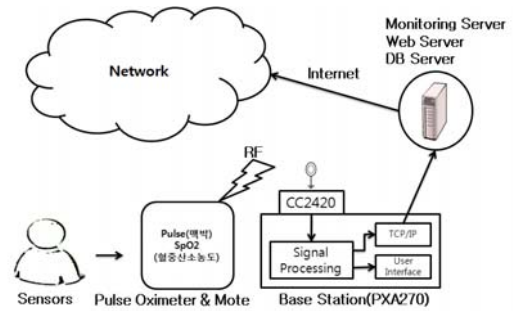 Monitoring Server
Web Server
DB Server
Network
Internet
RF
CC2420
Pulse(맥박)
SpO2
(혈중산소농도)
Signal
Processing
TCP/IP
User
Interface
Sensors
Pulse Oximeter & Mote
Base Station(PXA270)